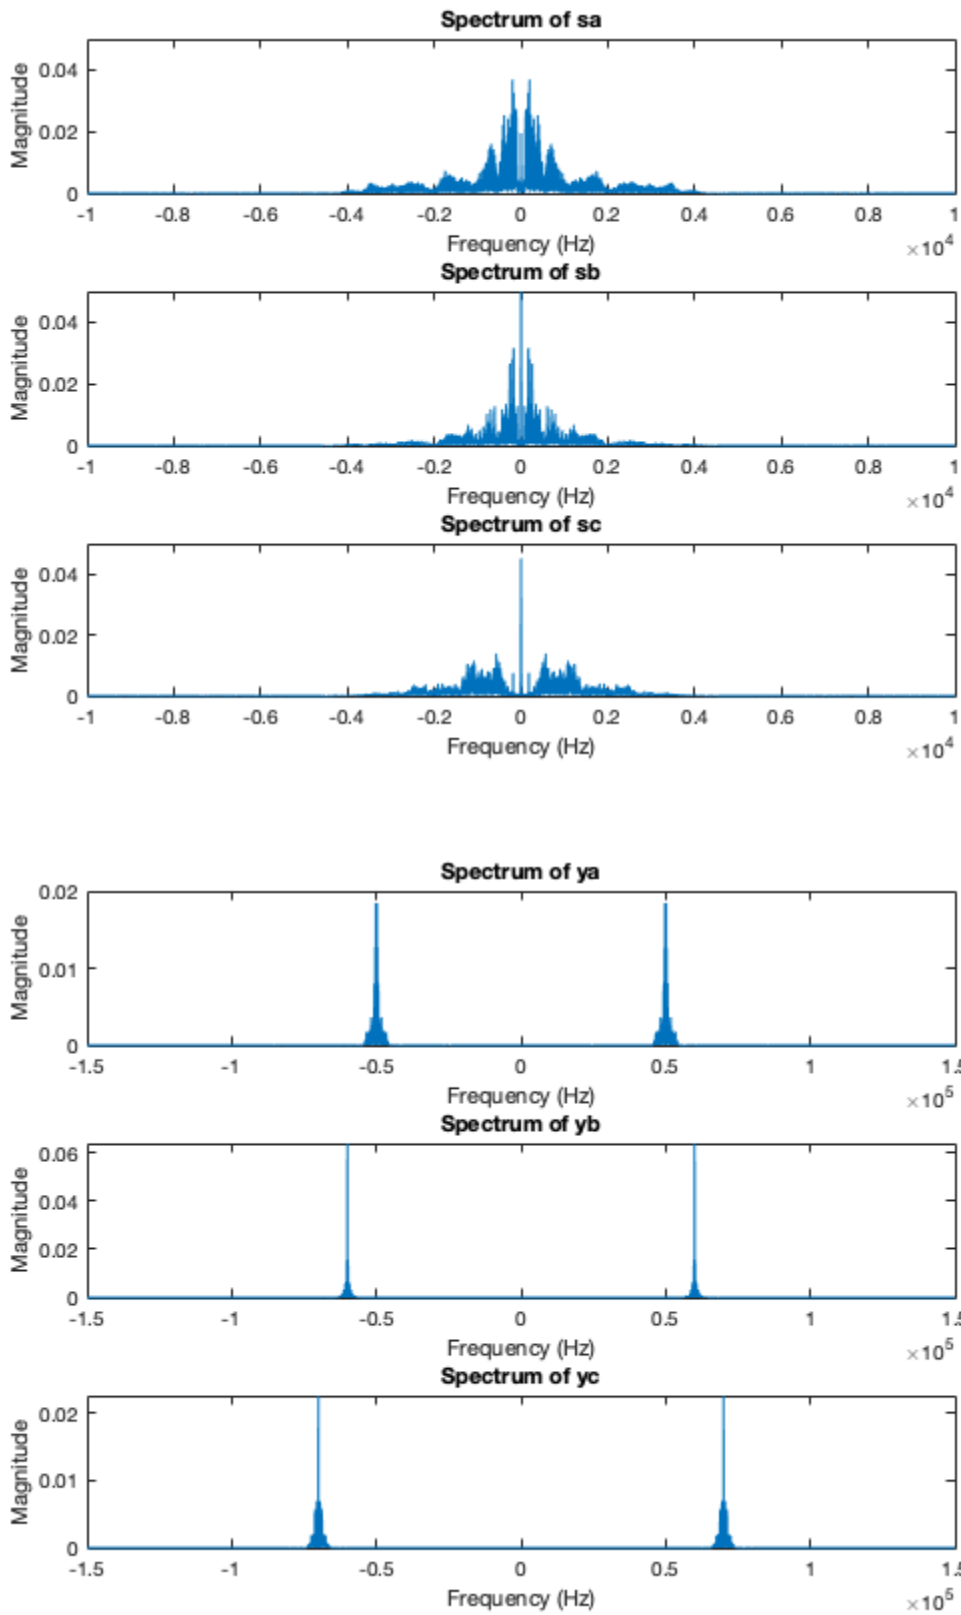 Spectrum of sa
Magnitude
0.04
0.02
0
-1 -0.8 -0.6 -0.4 -0.2 0 0.2 0.4 0.6 0.8 1
Frequency (Hz)
×10^4
Spectrum of sb
Magnitude
0.04
0.02
0
-1 -0.8 -0.6 -0.4 -0.2 0 0.2 0.4 0.6 0.8 1
Frequency (Hz)
×10^4
Spectrum of sc
Magnitude
0.04
0.02
0
-1 -0.8 -0.6 -0.4 -0.2 0 0.2 0.4 0.6 0.8 1
Frequency (Hz)
×10^4
Spectrum of ya
Magnitude
0.02
0.01
0
-1.5 -1 -0.5 0 0.5 1 1.5
Frequency (Hz)
×10^5
Spectrum of yb
Magnitude
0.06
0.04
0.02
0
-1.5 -1 -0.5 0 0.5 1 1.5
Frequency (Hz)
×10^5
Spectrum of yc
Magnitude
0.02
0.01
0
-1.5 -1 -0.5 0 0.5 1 1.5
Frequency (Hz)
×10^5